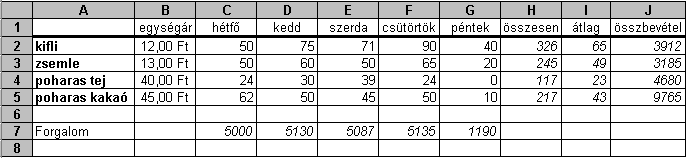 A B C D E F G H I J
1 egységár hétfő kedd szerda csütörtök péntek összesen átlag összbevétel
2 kifli 12,00 Ft 50 75 71 90 40 326 65 3912
3 zsemle 13,00 Ft 50 60 50 65 20 245 49 3185
4 poharas tej 40,00 Ft 24 30 39 24 0 117 23 4680
5 poharas kakaó 45,00 Ft 62 50 45 50 10 217 43 9765
6
7 Forgalom 5000 5130 5087 5135 1190
8